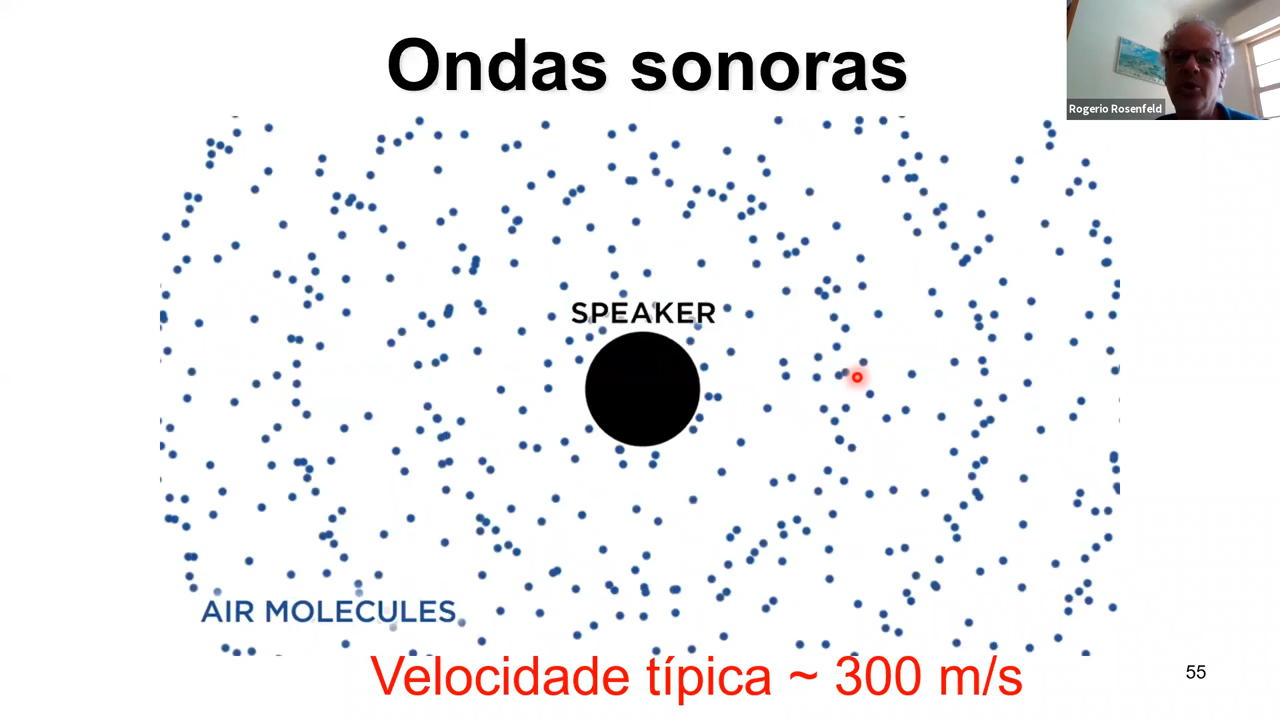 Ondas sonoras
Rogerio Rosenfeld
SPEAKER
AIR MOLECULES
Velocidade típica ~ 300 m/s
55